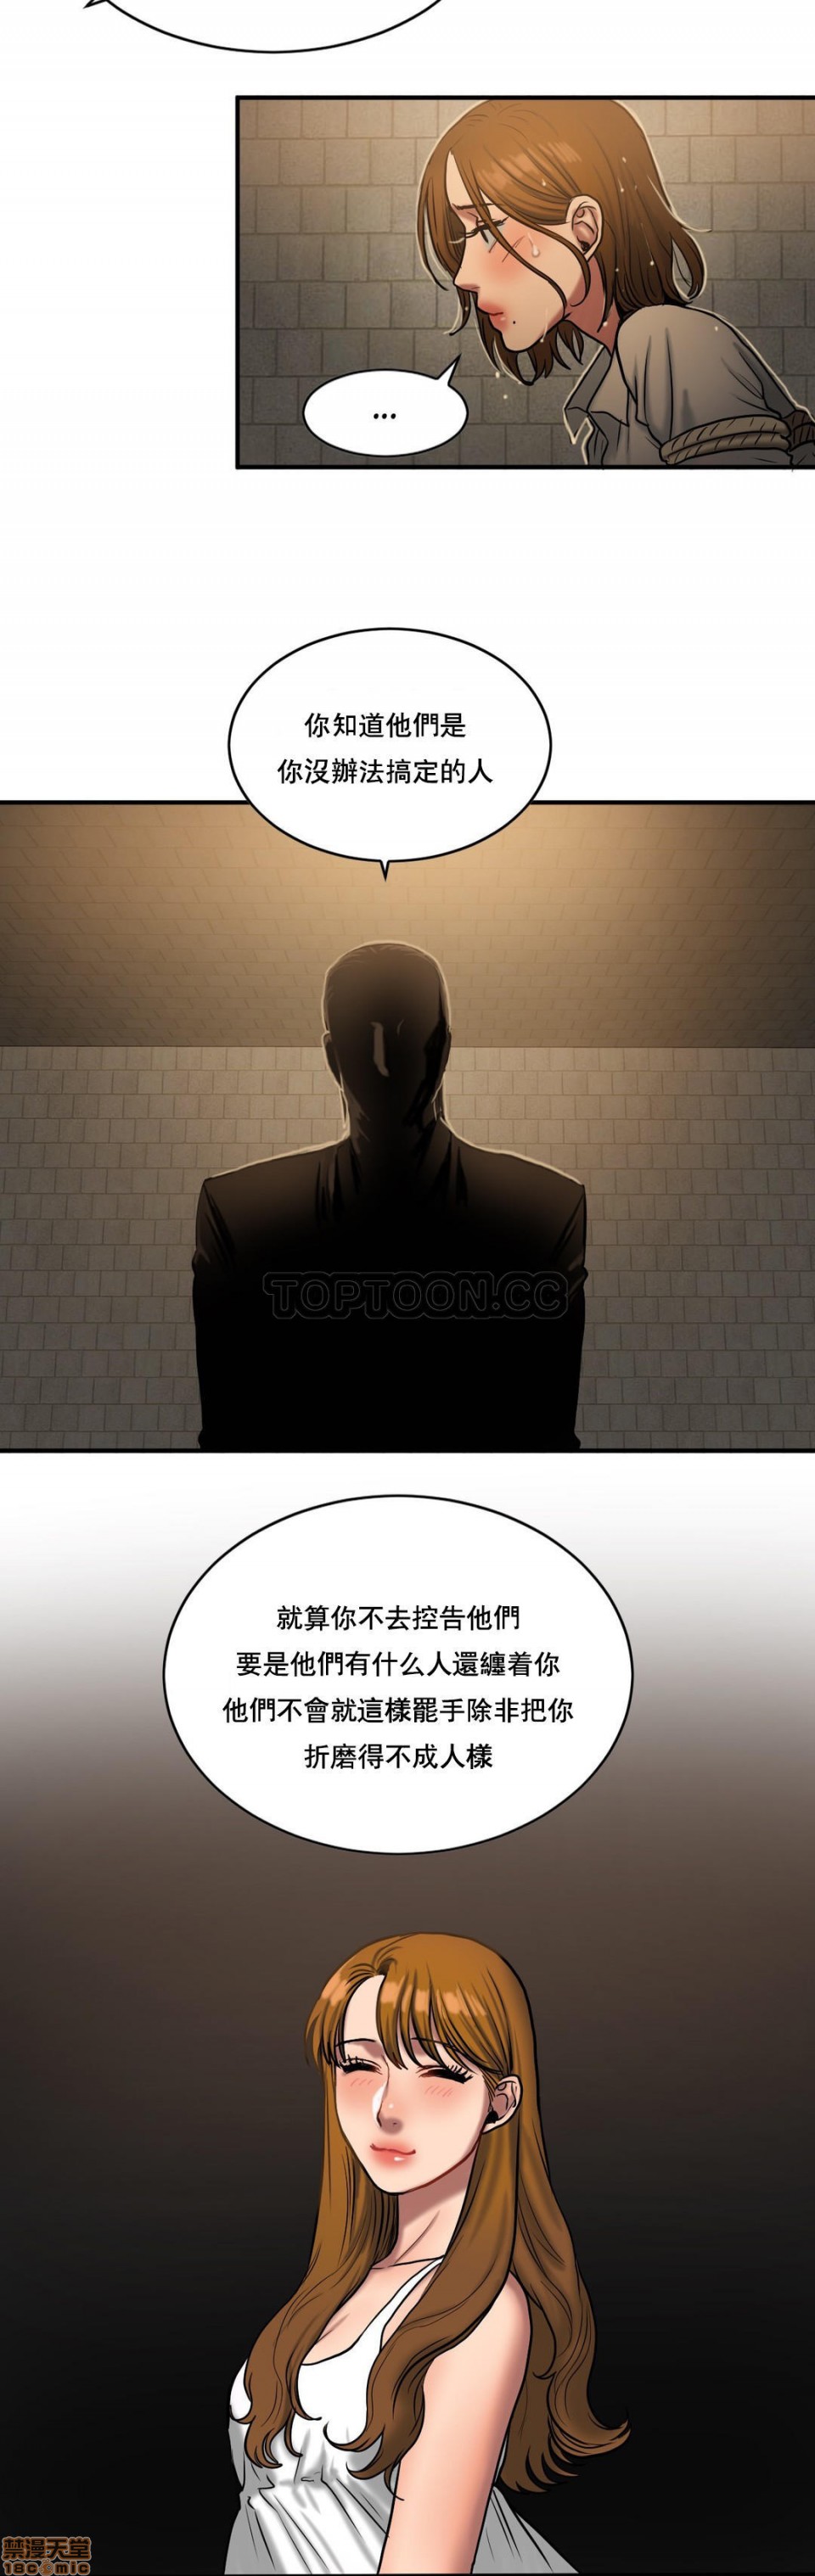 ...
你知道他們是
你沒辦法搞定的人
TOPTOON.CC
就算你不去控告他們
要是他們有什么人還纏着你
他們不會就這樣罷手除非把你
折磨得不成人樣
禁漫天堂
18comic